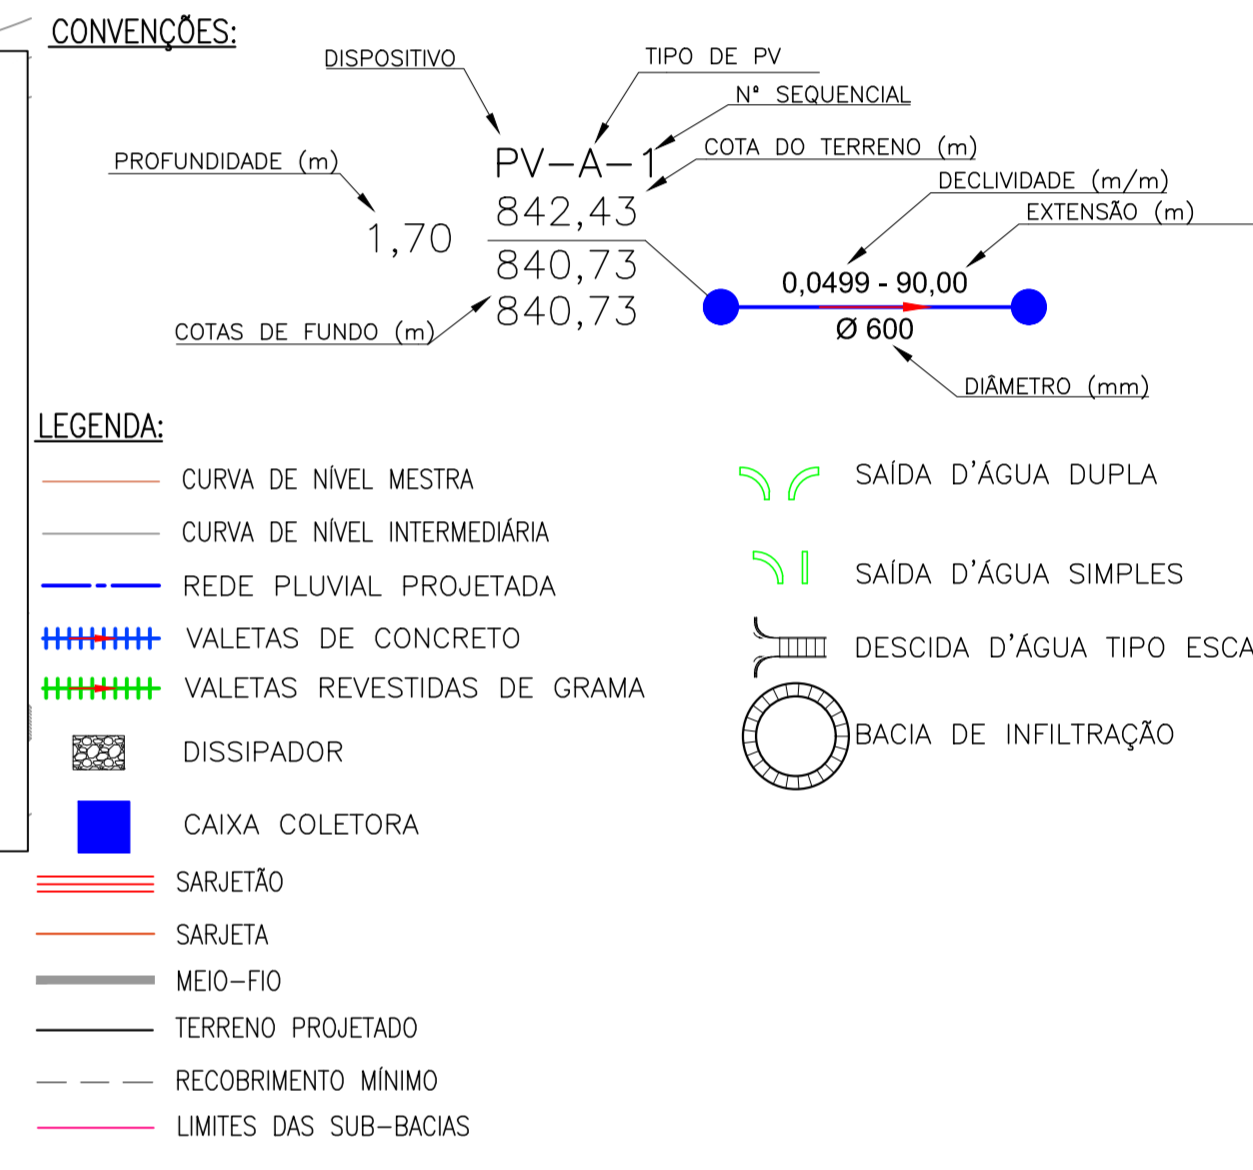 CONVENÇÕES:
DISPOSITIVO
TIPO DE PV
Nº SEQUENCIAL
PROFUNDIDADE (m)
PV-A-1
COTA DO TERRENO (m)
DECLIVIDADE (m/m)
EXTENSÃO (m)
842,43
1,70
840,73
0,0499 - 90,00
840,73
COTAS DE FUNDO (m)
Ø 600
DIÂMETRO (mm)
LEGENDA:
CURVA DE NÍVEL MESTRA
CURVA DE NÍVEL INTERMEDIÁRIA
REDE PLUVIAL PROJETADA
VALETAS DE CONCRETO
VALETAS REVESTIDAS DE GRAMA
DISSIPADOR
CAIXA COLETORA
SARJETÃO
SARJETA
MEIO-FIO
TERRENO PROJETADO
RECOBRIMENTO MÍNIMO
LIMITES DAS SUB-BACIAS
SAÍDA D'ÁGUA DUPLA
SAÍDA D'ÁGUA SIMPLES
DESCIDA D'ÁGUA TIPO ESCA
BACIA DE INFILTRAÇÃO